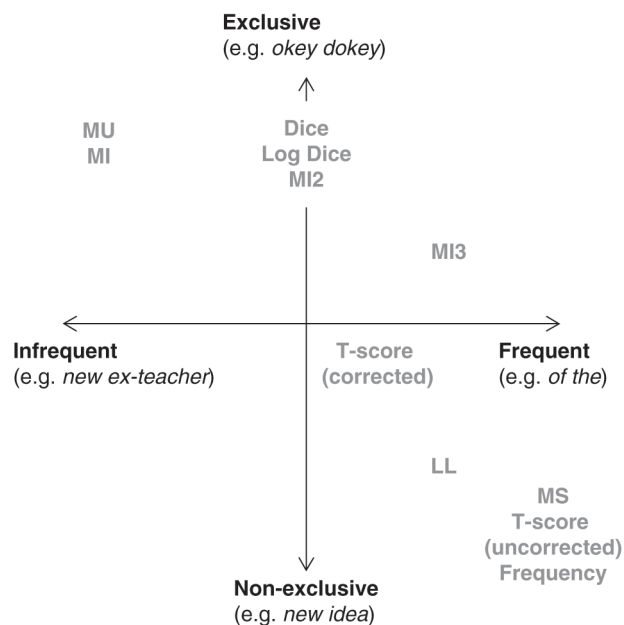 Exclusive
(e.g. okey dokey)
MU
MI
Dice
Log Dice
MI2
MI3
Infrequent
(e.g. new ex-teacher)
T-score
(corrected)
Frequent
(e.g. of the)
LL
MS
T-score
(uncorrected)
Frequency
Non-exclusive
(e.g. new idea)